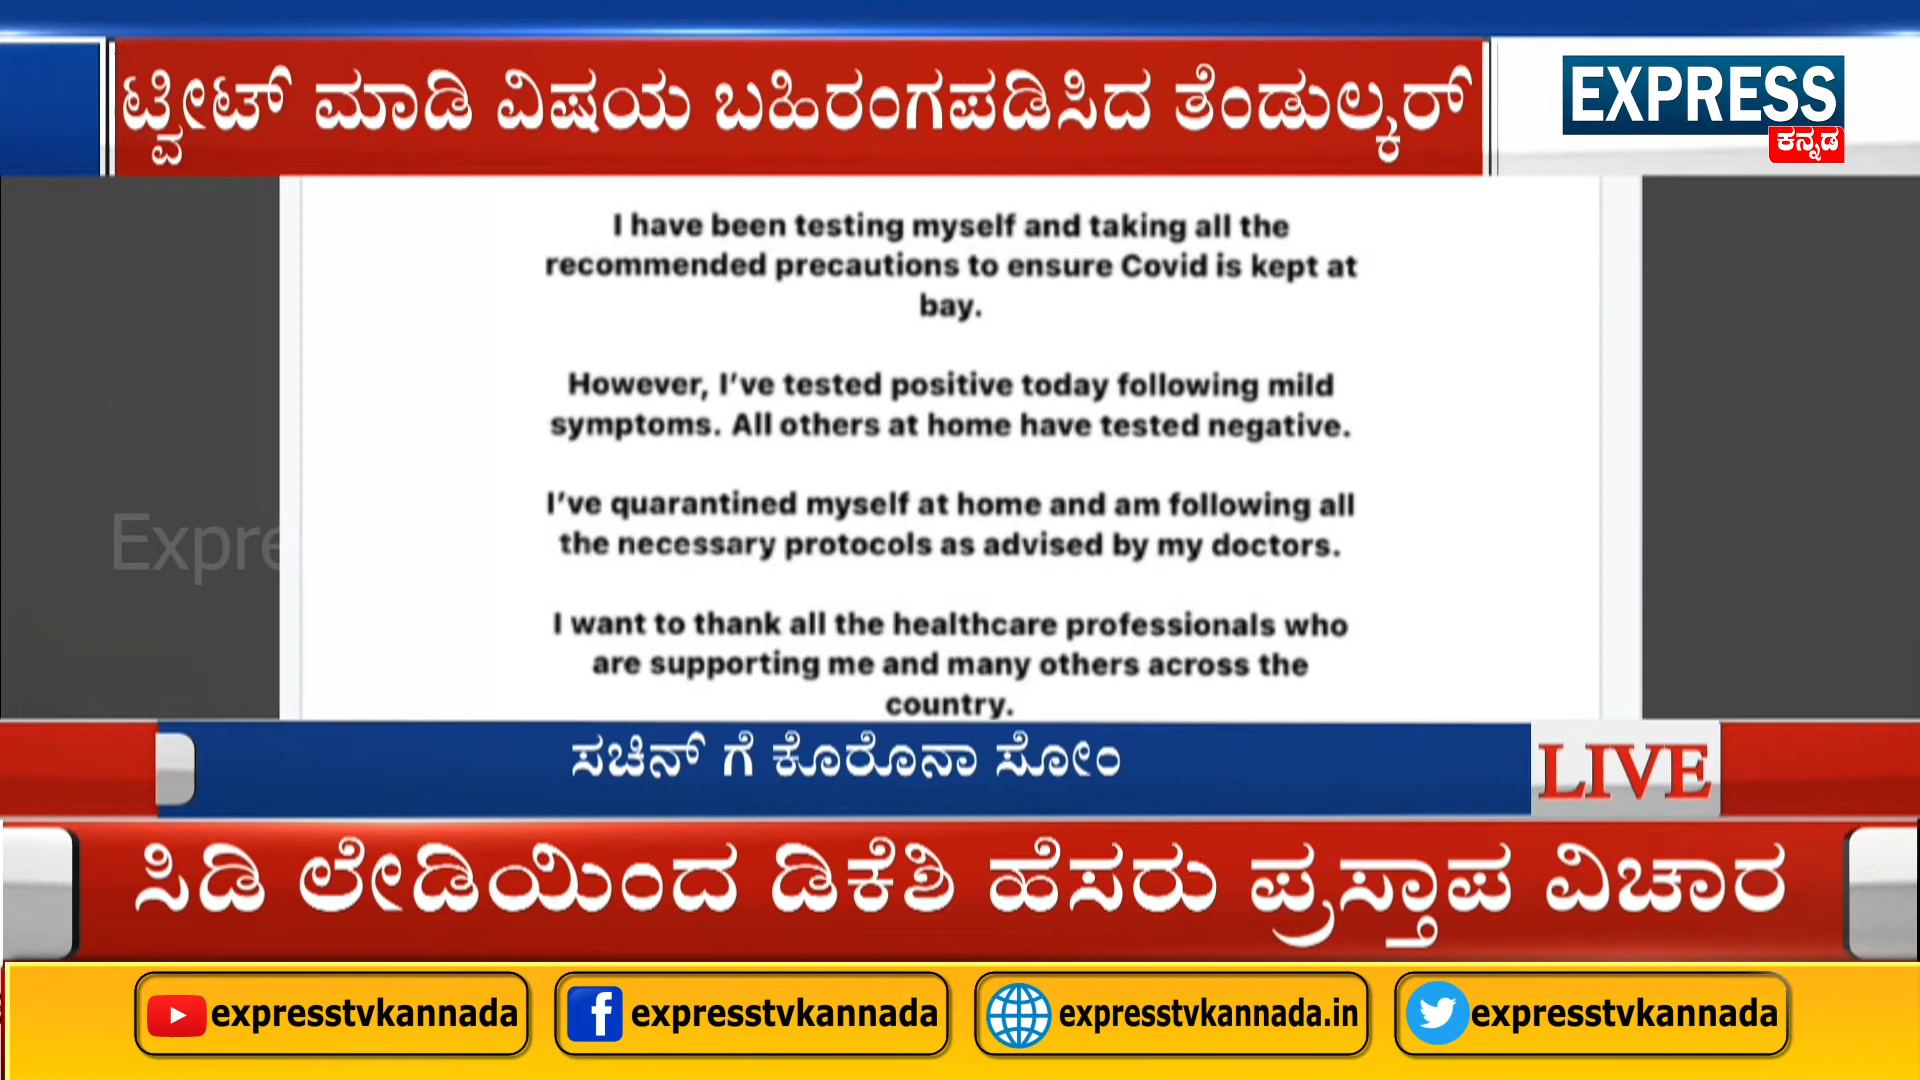 ಟ್ವೀಟ್ ಮಾಡಿ ವಿಷಯ ಬಹಿರಂಗಪಡಿಸಿದ ತೆಂಡುಲ್ಕರ್
EXPRESS
ಕನ್ನಡ
I have been testing myself and taking all the
recommended precautions to ensure Covid is kept at
bay.
However, I've tested positive today following mild
symptoms. All others at home have tested negative.
I've quarantined myself at home and am following all
the necessary protocols as advised by my doctors.
Expre
I want to thank all the healthcare professionals who
are supporting me and many others across the
country.
ಸಚಿನ್ ಗೆ ಕೊರೊನಾ ಸೋಂ
LIVE
ಸಿಡಿ ಲೇಡಿಯಿಂದ ಡಿಕೆಶಿ ಹೆಸರು ಪ್ರಸ್ತಾಪ ವಿಚಾರ
expresstvkannada
expresstvkannada
expresstvkannada.in
expresstvkannada